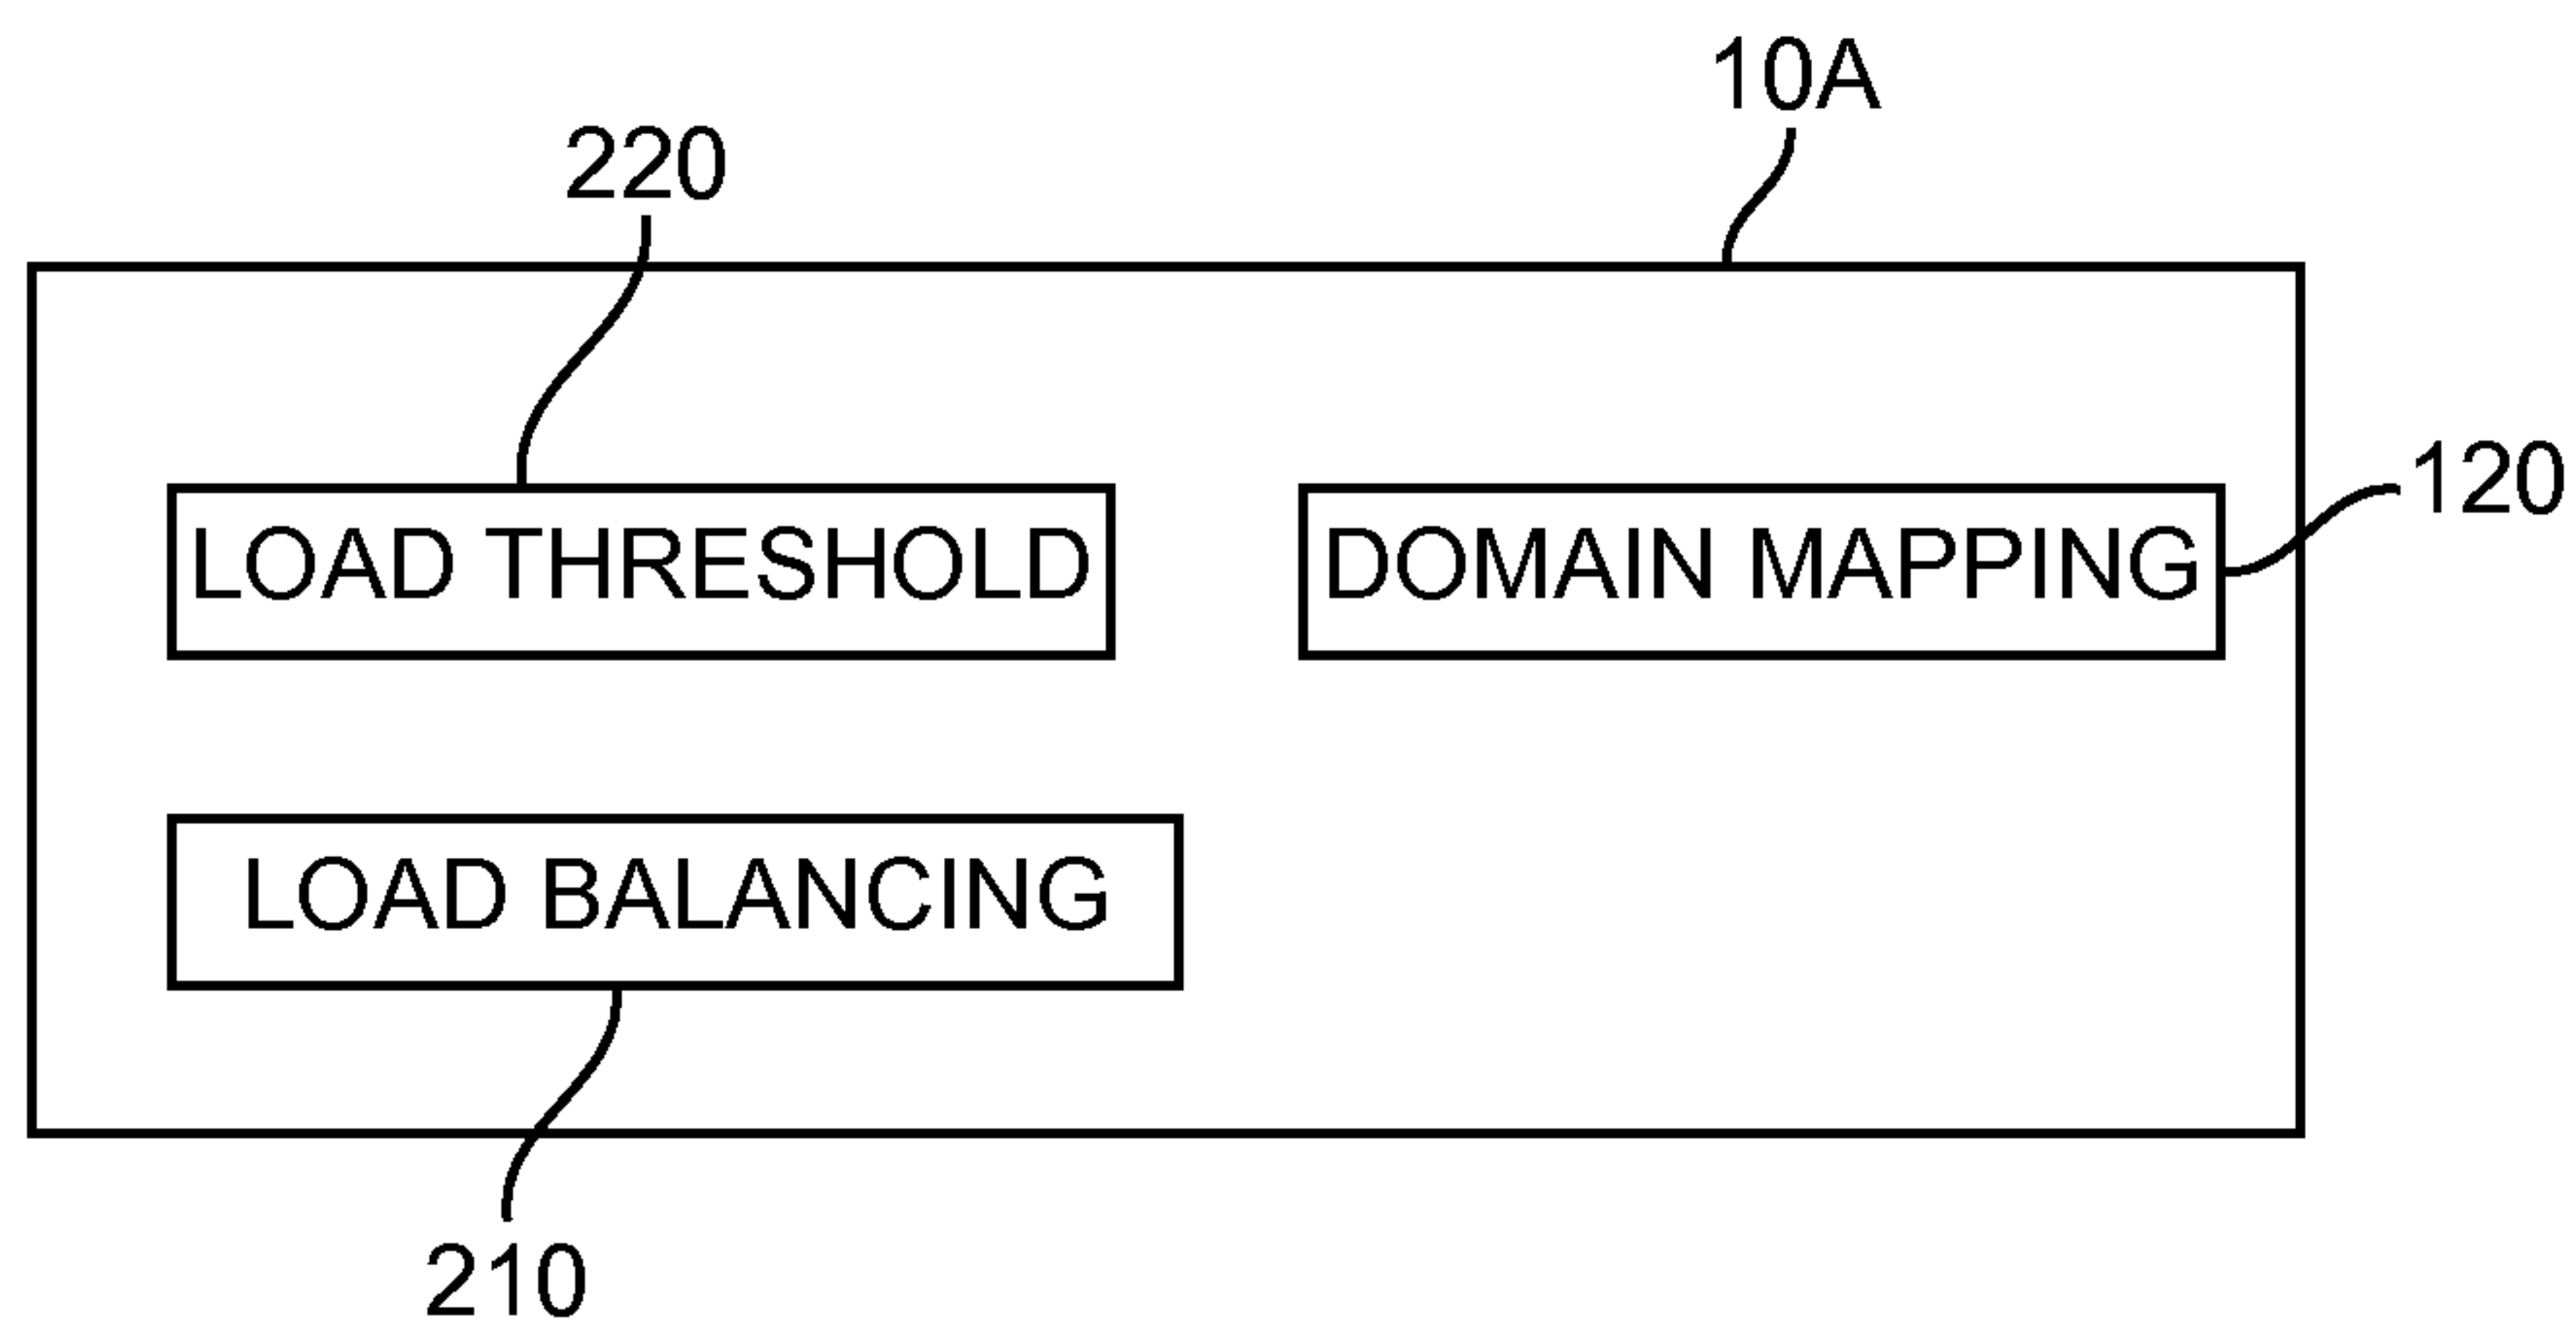 10A
220
120
LOAD THRESHOLD
DOMAIN MAPPING
LOAD BALANCING
210